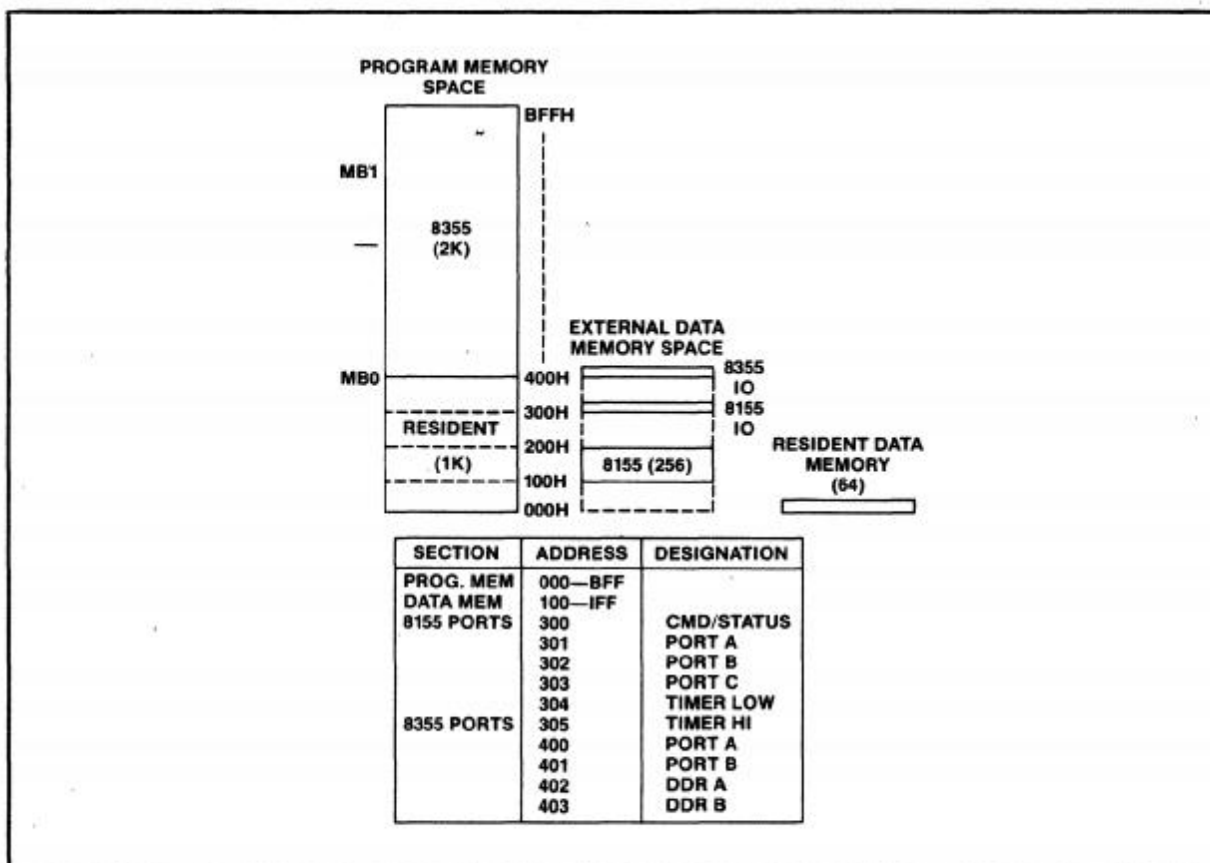 PROGRAM MEMORY
SPACE
BFFH
MB1
8355
(2K)
EXTERNAL DATA
MEMORY SPACE
MB0
400H
8355
IO
300H
8155
IO
RESIDENT
200H
(1K)
8155 (256)
100H
000H
RESIDENT DATA
MEMORY
(64)
SECTION ADDRESS DESIGNATION
PROG. MEM 000—BFF
DATA MEM 100—IFF
8155 PORTS 300 CMD/STATUS
301 PORT A
302 PORT B
303 PORT C
304 TIMER LOW
8355 PORTS 305 TIMER HI
400 PORT A
401 PORT B
402 DDR A
403 DDR B